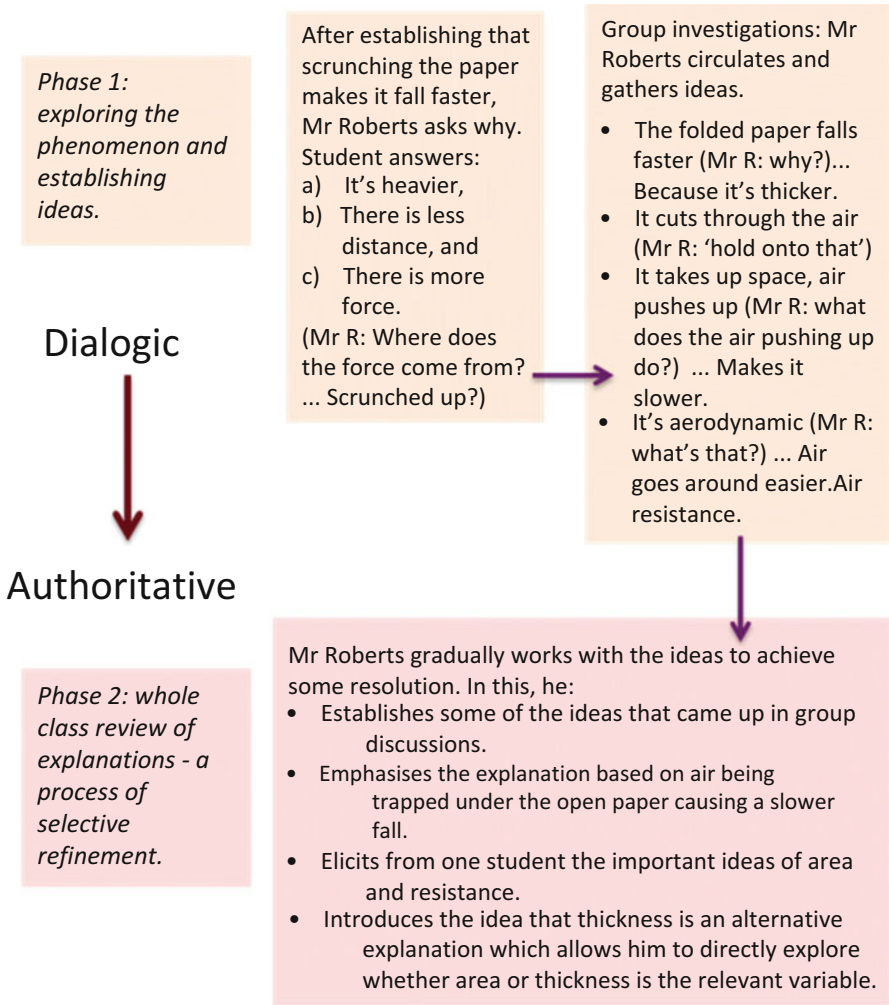 Phase 1:
exploring the
phenomenon and
establishing
ideas.
After establishing that
scrunching the paper
makes it fall faster,
Mr Roberts asks why.
Student answers:
a) It's heavier,
b) There is less
distance, and
c) There is more
force.
(Mr R: Where does
the force come from?
... Scrunched up?)
Group investigations: Mr
Roberts circulates and
gathers ideas.
• The folded paper falls
faster (Mr R: why?)...
Because it's thicker.
• It cuts through the air
(Mr R: 'hold onto that')
• It takes up space, air
pushes up (Mr R: what
does the air pushing up
do?) ... Makes it
slower.
• It's aerodynamic (Mr R:
what's that?) ... Air
goes around easier.Air
resistance.
Dialogic
Authoritative
Phase 2: whole
class review of
explanations - a
process of
selective
refinement.
Mr Roberts gradually works with the ideas to achieve
some resolution. In this, he:
• Establishes some of the ideas that came up in group
discussions.
• Emphasises the explanation based on air being
trapped under the open paper causing a slower
fall.
• Elicits from one student the important ideas of area
and resistance.
• Introduces the idea that thickness is an alternative
explanation which allows him to directly explore
whether area or thickness is the relevant variable.